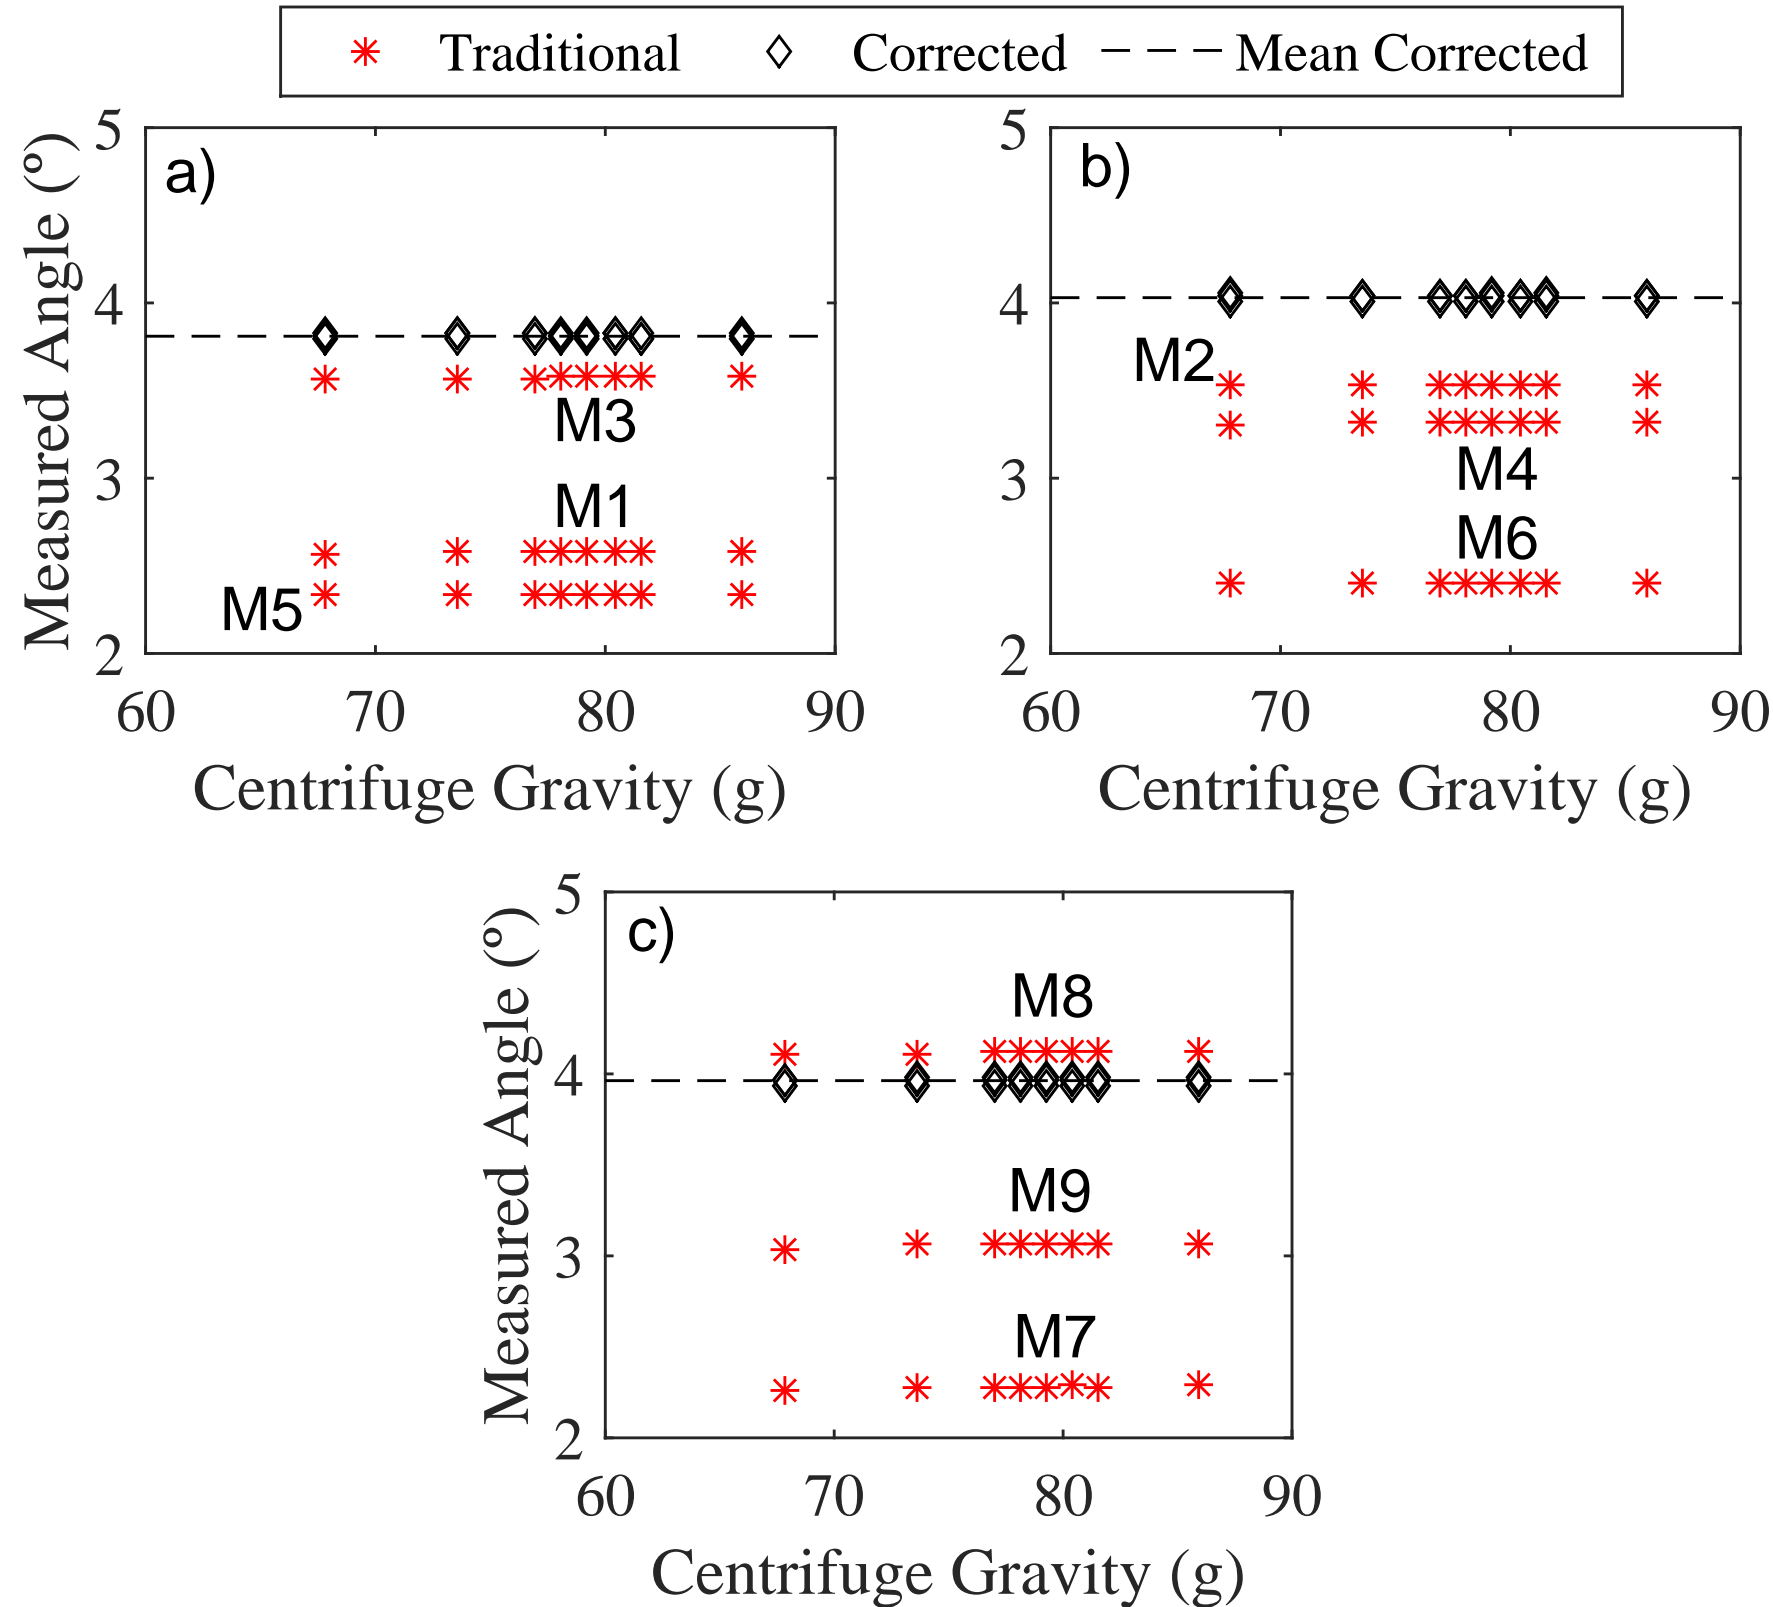 Traditional Corrected Mean Corrected
a)
Measured Angle (°)
5
4
3
2
M3
M1
M5
60 70 80 90
Centrifuge Gravity (g)
b)
5
4
3
2
M2
M4
M6
60 70 80 90
Centrifuge Gravity (g)
c)
Measured Angle (°)
5
4
3
2
M8
M9
M7
60 70 80 90
Centrifuge Gravity (g)